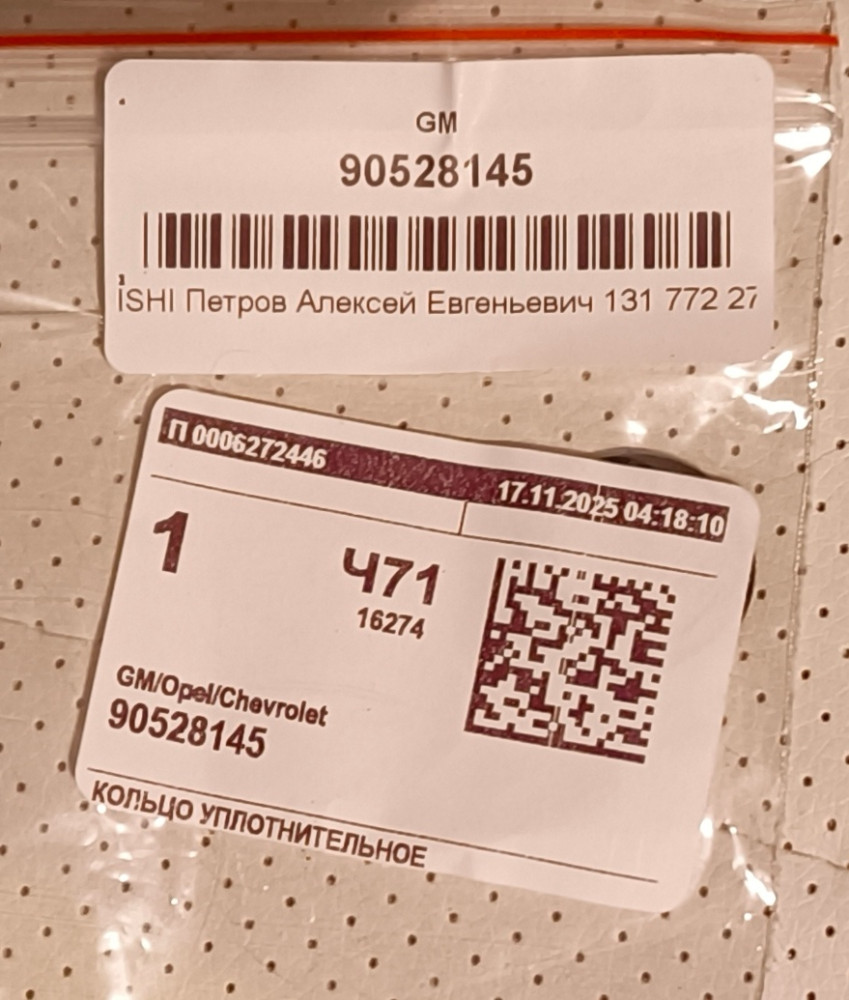 GM
90528145
ISHI Петров Алексей Евгеньевич 131 772 27
П 0006272446
17.11.2025 04:18:10
1
Ч71
16274
GM/Opel/Chevrolet
90528145
КОЛЬЦО УПЛОТНИТЕЛЬНОЕ